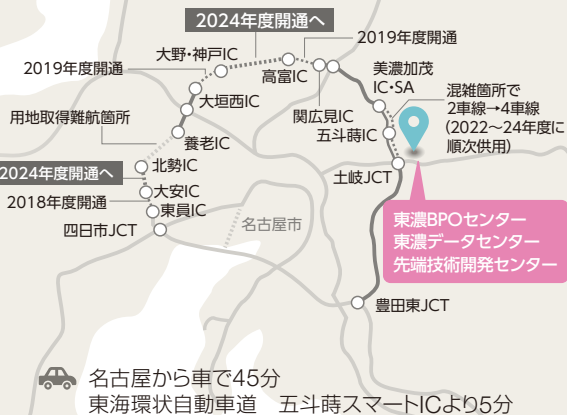 2024年度開通へ
大野・神戸IC
2019年度開通
2019年度開通
高富IC
美濃加茂
IC・SA
大垣西IC
関広見IC
混雑箇所で
2車線→4車線
(2022〜24年度に
順次供用)
用地取得難航箇所
五斗蒔IC
養老IC
北勢IC
土岐JCT
2024年度開通へ
大安IC
2018年度開通
東員IC
名古屋市
四日市JCT
東濃BPOセンター
東濃データセンター
先端技術開発センター
豊田東JCT
名古屋から車で45分
東海環状自動車道 五斗蒔スマートICより5分